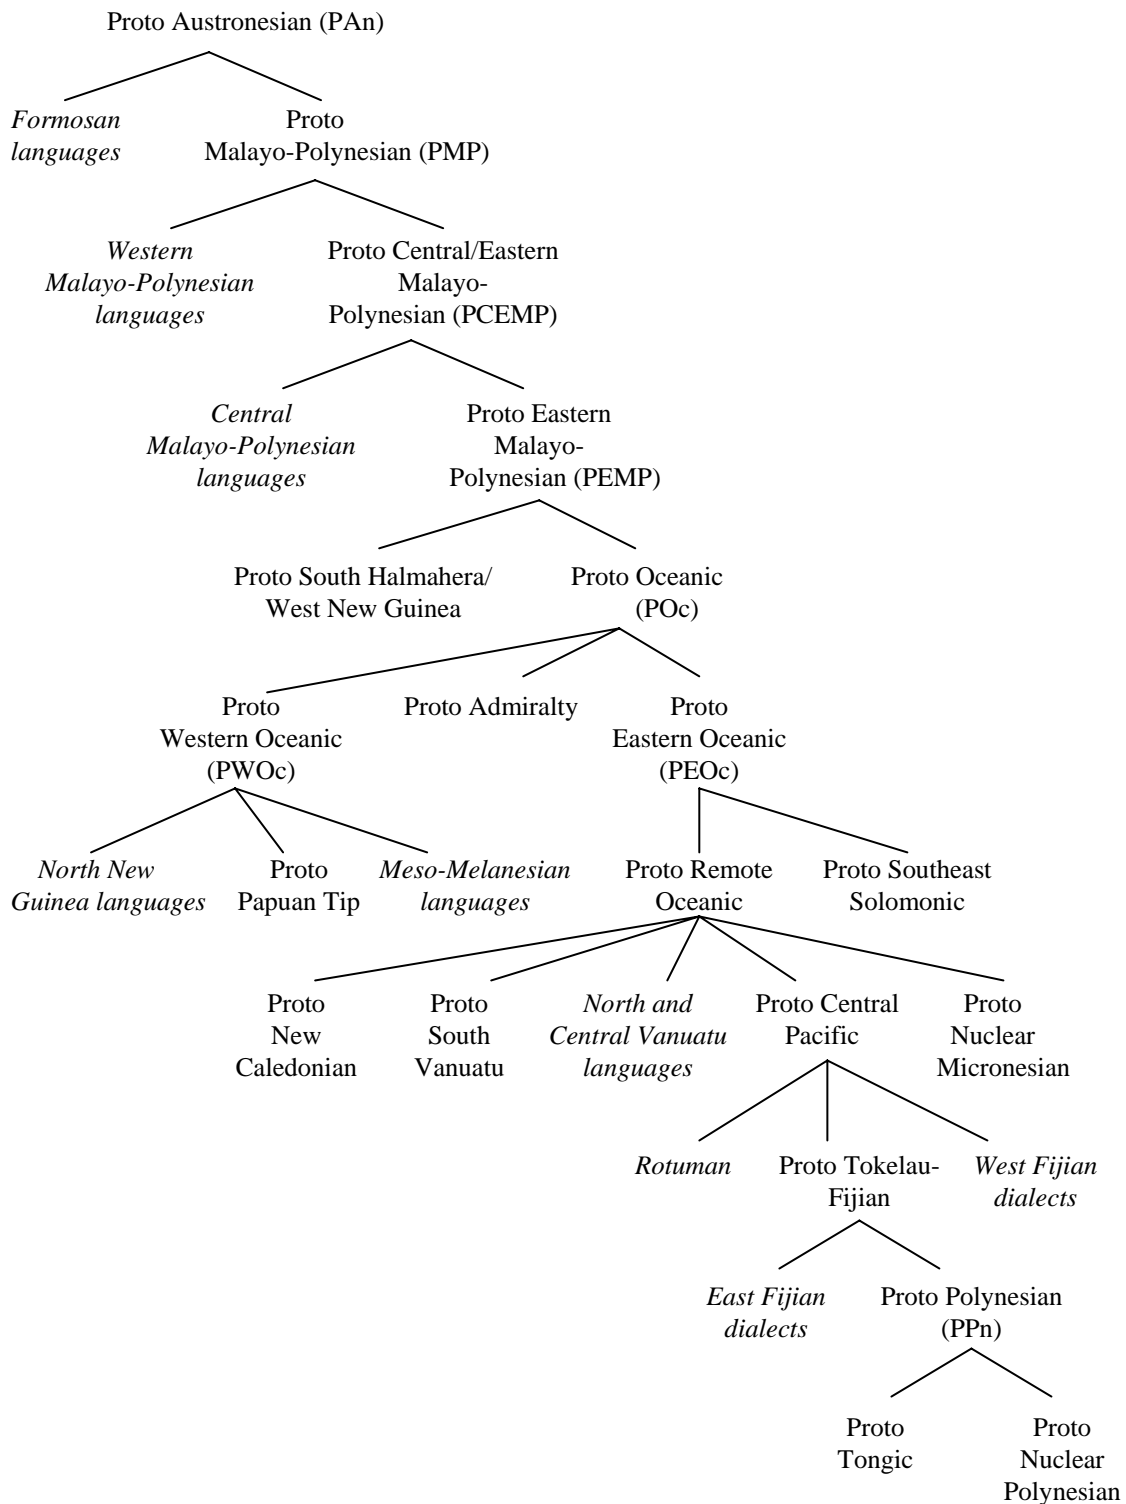 Proto Austronesian (PAn)
Formosan
languages
Proto
Malayo-Polynesian (PMP)
Western
Malayo-Polynesian
languages
Proto Central/Eastern
Malayo-
Polynesian (PCEMP)
Central
Malayo-Polynesian
languages
Proto Eastern
Malayo-
Polynesian (PEMP)
Proto South Halmahera/
West New Guinea
Proto Oceanic
(POc)
Proto
Western Oceanic
(PWOc)
Proto Admiralty
Proto
Eastern Oceanic
(PEOc)
North New
Guinea languages
Proto
Papuan Tip
Meso-Melanesian
languages
Proto Remote
Oceanic
Proto Southeast
Solomonic
Proto
New
Caledonian
Proto
South
Vanuatu
North and
Central Vanuatu
languages
Proto Central
Pacific
Proto
Nuclear
Micronesian
Rotuman
Proto Tokelau-
Fijian
West Fijian
dialects
East Fijian
dialects
Proto Polynesian
(PPn)
Proto
Tongic
Proto
Nuclear
Polynesian